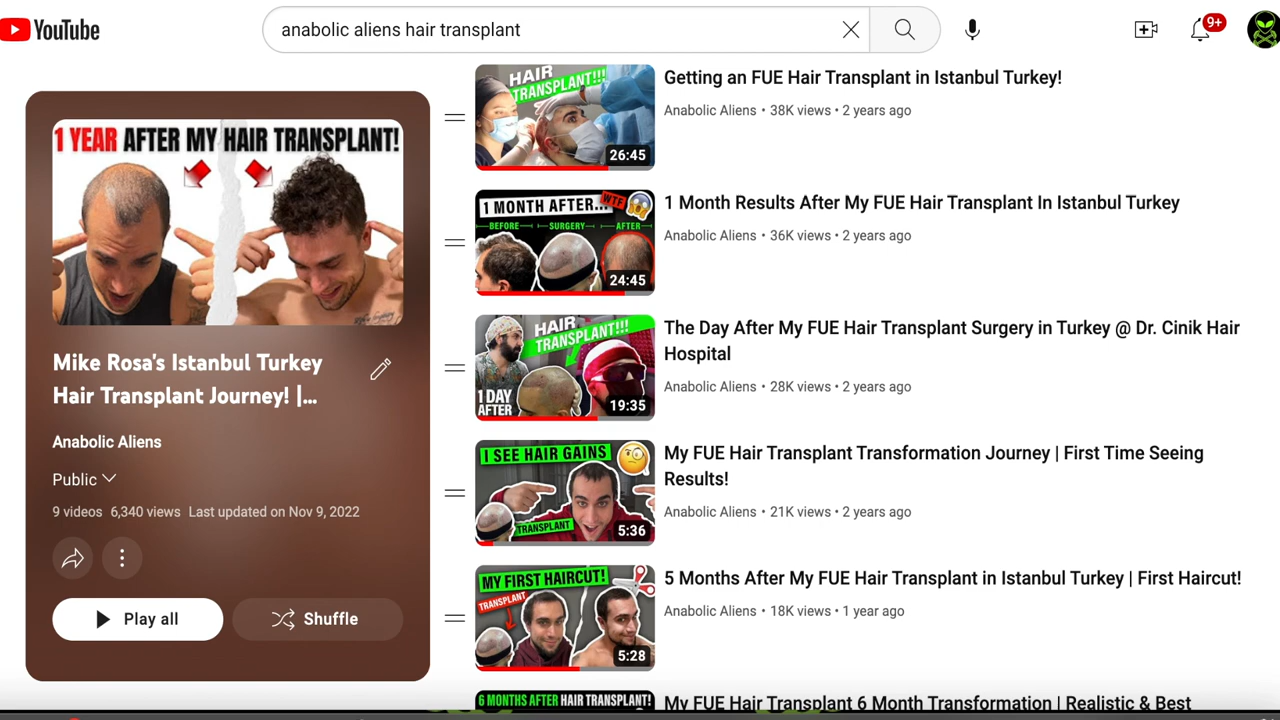 YouTube
anabolic aliens hair transplant
9+
1 YEAR AFTER MY HAIR TRANSPLANT!
Mike Rosa's Istanbul Turkey
Hair Transplant Journey! |...
Anabolic Aliens
Public
9 videos 6,340 views Last updated on Nov 9, 2022
Play all
Shuffle
HAIR
TRANSPLANT!!!
26:45
Getting an FUE Hair Transplant in Istanbul Turkey!
Anabolic Aliens • 38K views • 2 years ago
1 MONTH AFTER...
WTF
BEFORE SURGERY AFTER
24:45
1 Month Results After My FUE Hair Transplant In Istanbul Turkey
Anabolic Aliens • 36K views • 2 years ago
HAIR
TRANSPLANT!!!
1 DAY
AFTER
19:35
The Day After My FUE Hair Transplant Surgery in Turkey @ Dr. Cinik Hair
Hospital
Anabolic Aliens • 28K views • 2 years ago
I SEE HAIR GAINS
TRANSPLANT
5:36
My FUE Hair Transplant Transformation Journey | First Time Seeing
Results!
Anabolic Aliens • 21K views • 2 years ago
MY FIRST HAIRCUT!
TRANSPLANT
5:28
5 Months After My FUE Hair Transplant in Istanbul Turkey | First Haircut!
Anabolic Aliens • 18K views • 1 year ago
6 MONTHS AFTER HAIR TRANSPLANT!
My FUE Hair Transplant 6 Month Transformation | Realistic & Best